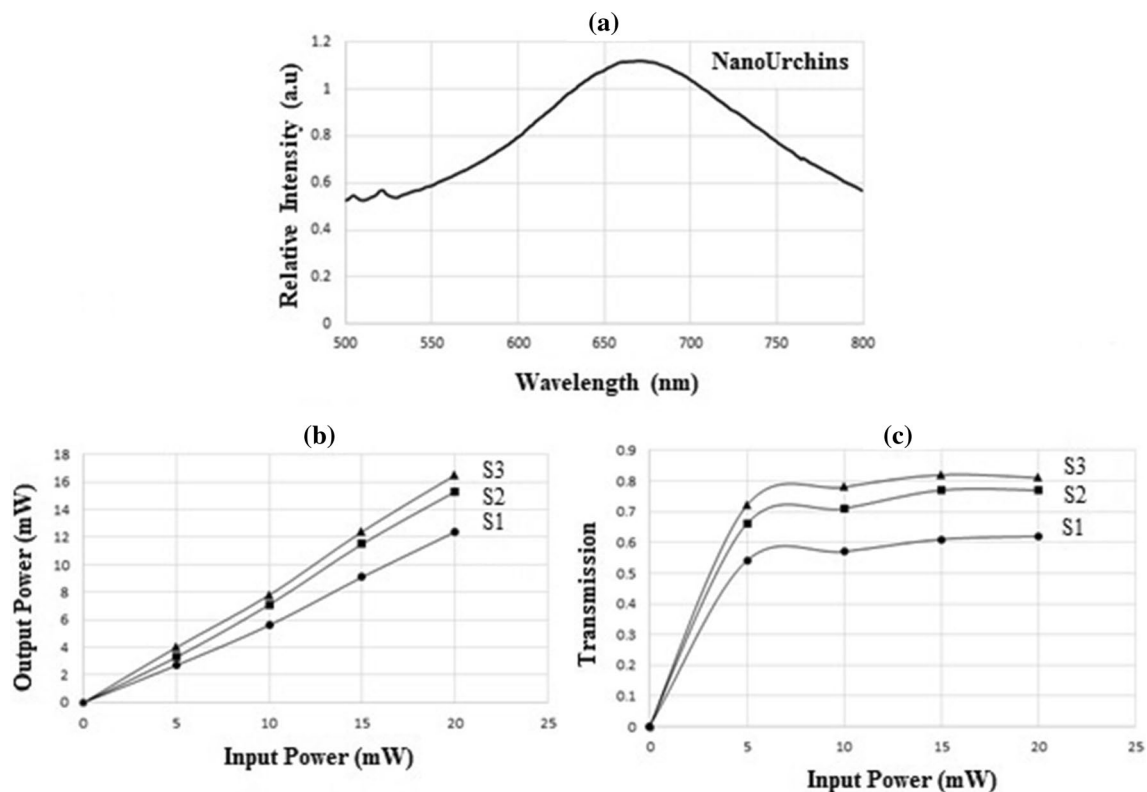 (a)
NanoUrchins
Relative Intensity (a.u)
1.2
1
0.8
0.6
0.4
0.2
0
500 550 600 650 700 750 800
Wavelength (nm)
(b)
Output Power (mW)
18
16
14
12
10
8
6
4
2
0
S3
S2
S1
0 5 10 15 20 25
Input Power (mW)
(c)
Transmission
0.9
0.8
0.7
0.6
0.5
0.4
0.3
0.2
0.1
0
S3
S2
S1
0 5 10 15 20 25
Input Power (mW)